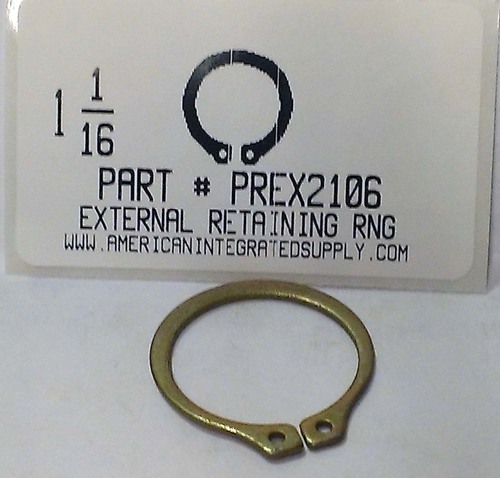 1 1/16
PART # PREX2106
EXTERNAL RETAINING RNG
WWW.AMERICANINTEGRATEDSUPPLY.COM